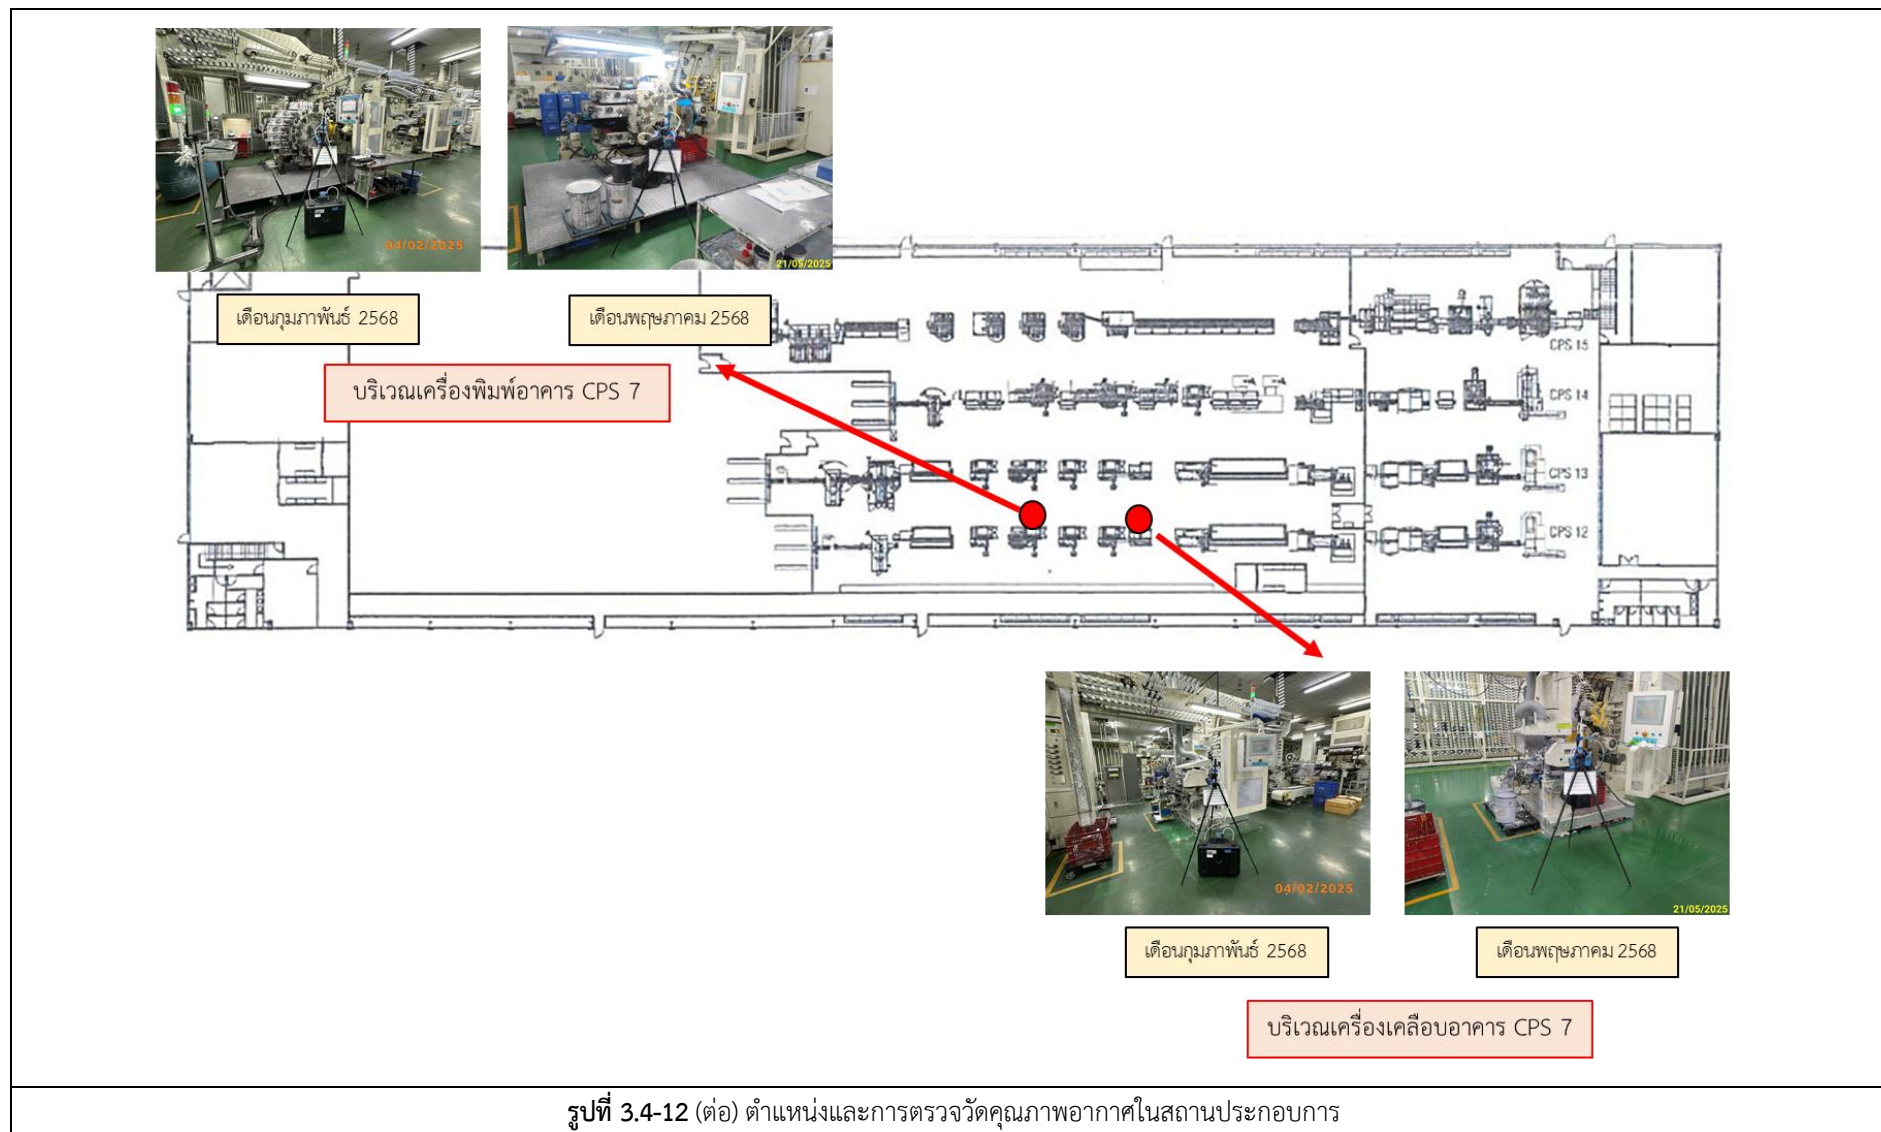 04/02/2025
21/05/2025
เดือนกุมภาพันธ์ 2568
เดือนพฤษภาคม 2568
บริเวณเครื่องพิมพ์อาคาร CPS 7
CPS 15
CPS 14
CPS 13
CPS 12
04/02/2025
21/05/2025
เดือนกุมภาพันธ์ 2568
เดือนพฤษภาคม 2568
บริเวณเครื่องเคลือบอาคาร CPS 7
รูปที่ 3.4-12 (ต่อ) ตำแหน่งและการตรวจวัดคุณภาพอากาศในสถานประกอบการ